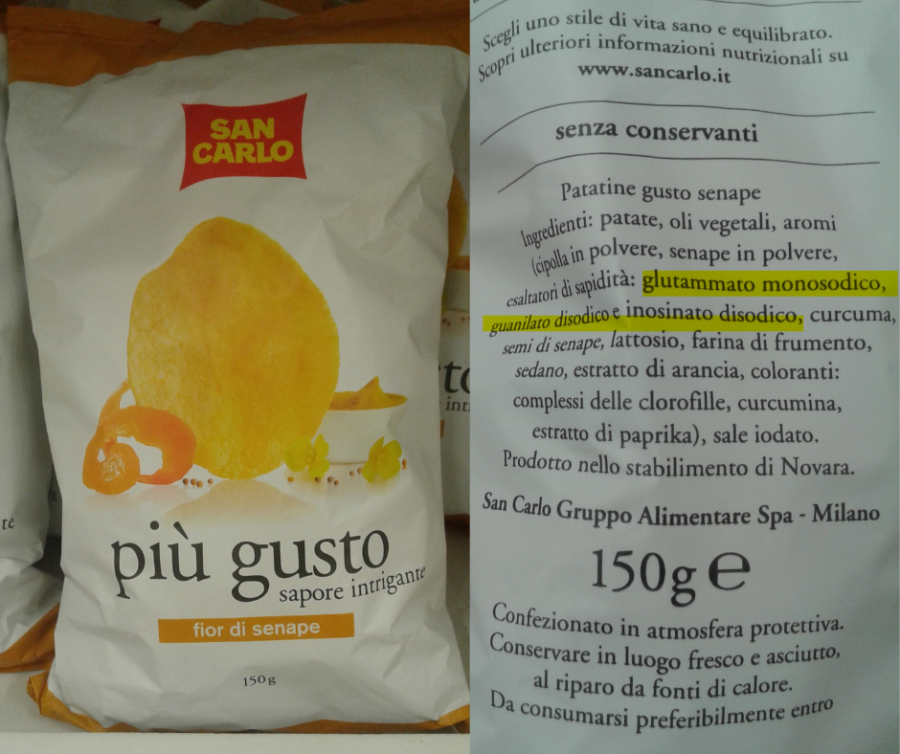 SAN
CARLO
più gusto
sapore intrigante
fior di senape
150 g
Scegli uno stile di vita sano e equilibrato.
Scopri ulteriori informazioni nutrizionali su
www.sancarlo.it
senza conservanti
Patatine gusto senape
Ingredienti: patate, oli vegetali, aromi
(cipolla in polvere, senape in polvere,
esaltatori di sapidità: glutammato monosodico,
guanilato disodico e inosinato disodico, curcuma,
semi di senape, lattosio, farina di frumento,
sedano, estratto di arancia, coloranti:
complessi delle clorofille, curcumina,
estratto di paprika), sale iodato.
Prodotto nello stabilimento di Novara.
San Carlo Gruppo Alimentare Spa - Milano
150g e
Confezionato in atmosfera protettiva.
Conservare in luogo fresco e asciutto,
al riparo da fonti di calore.
Da consumarsi preferibilmente entro